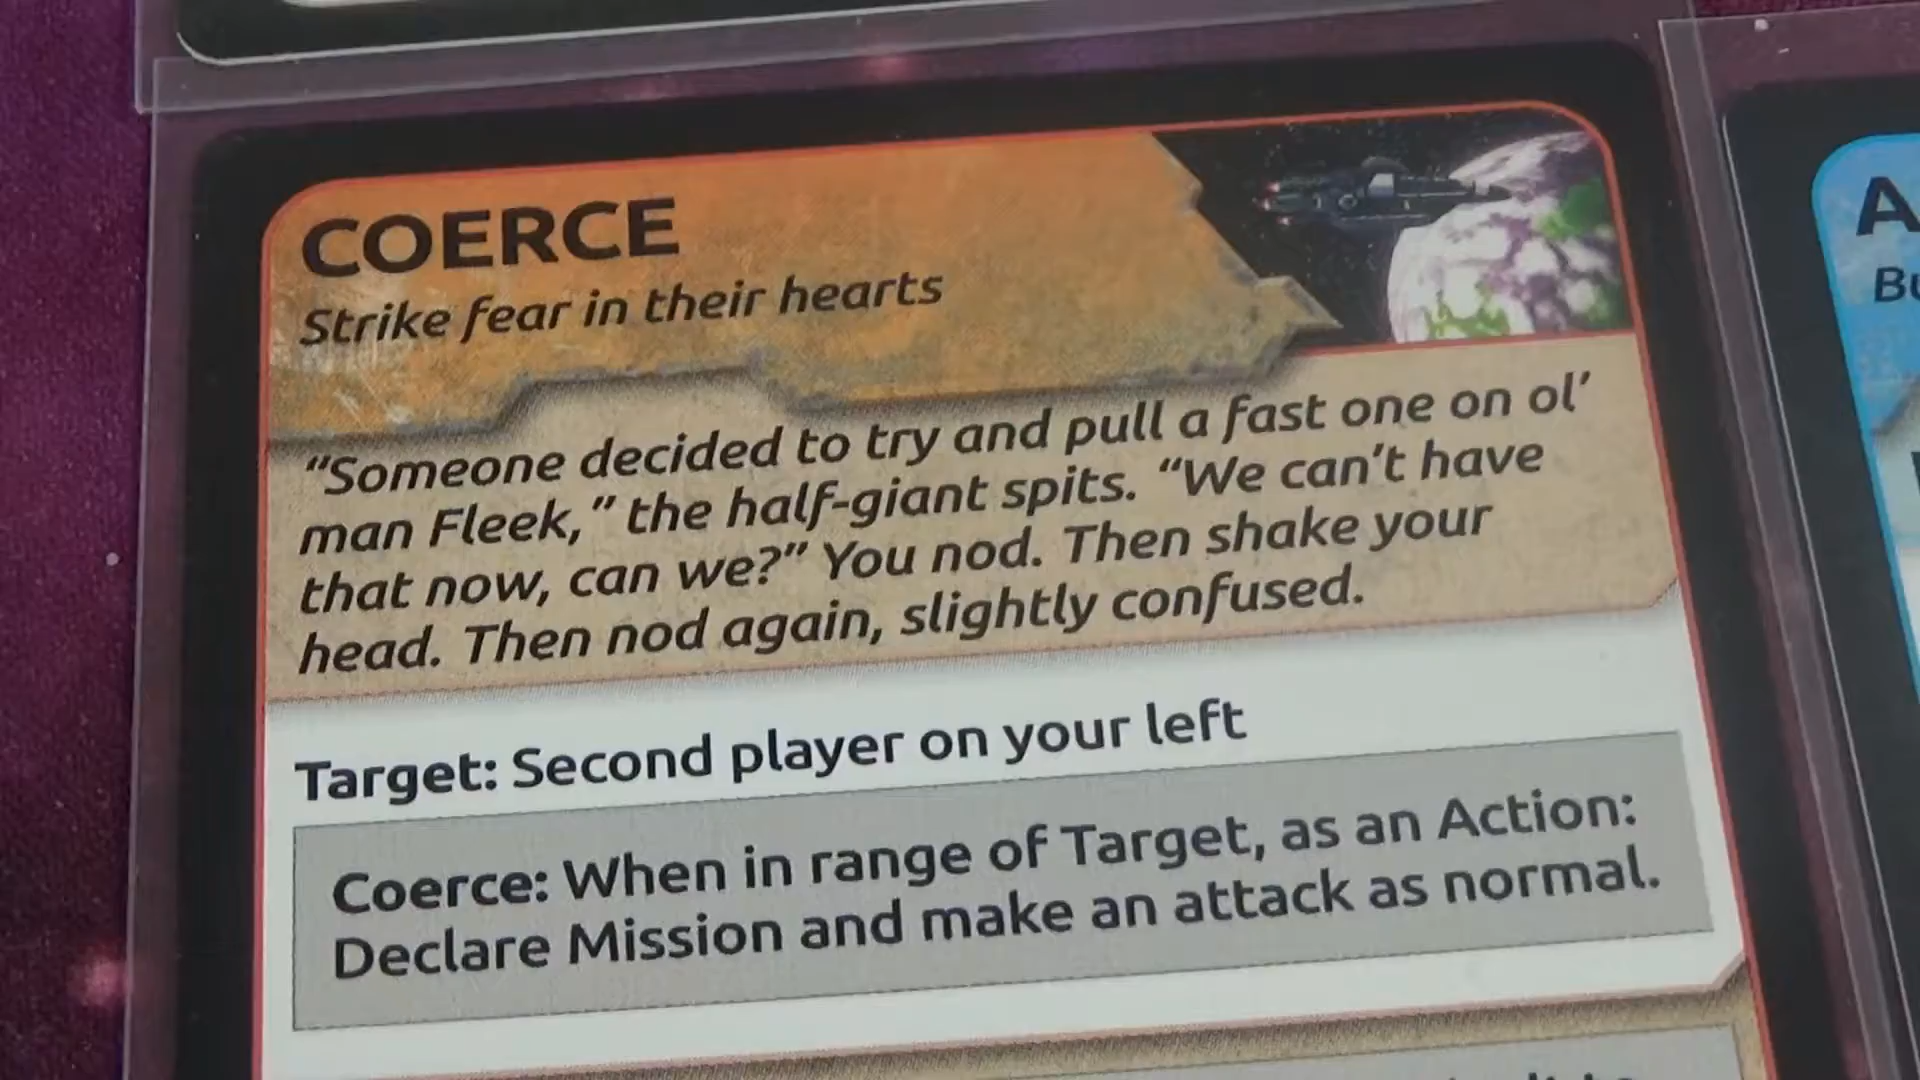 COERCE
Strike fear in their hearts
“Someone decided to try and pull a fast one on ol’
man Fleek,” the half-giant spits. “We can’t have
that now, can we?” You nod. Then shake your
head. Then nod again, slightly confused.
Target: Second player on your left
Coerce: When in range of Target, as an Action:
Declare Mission and make an attack as normal.